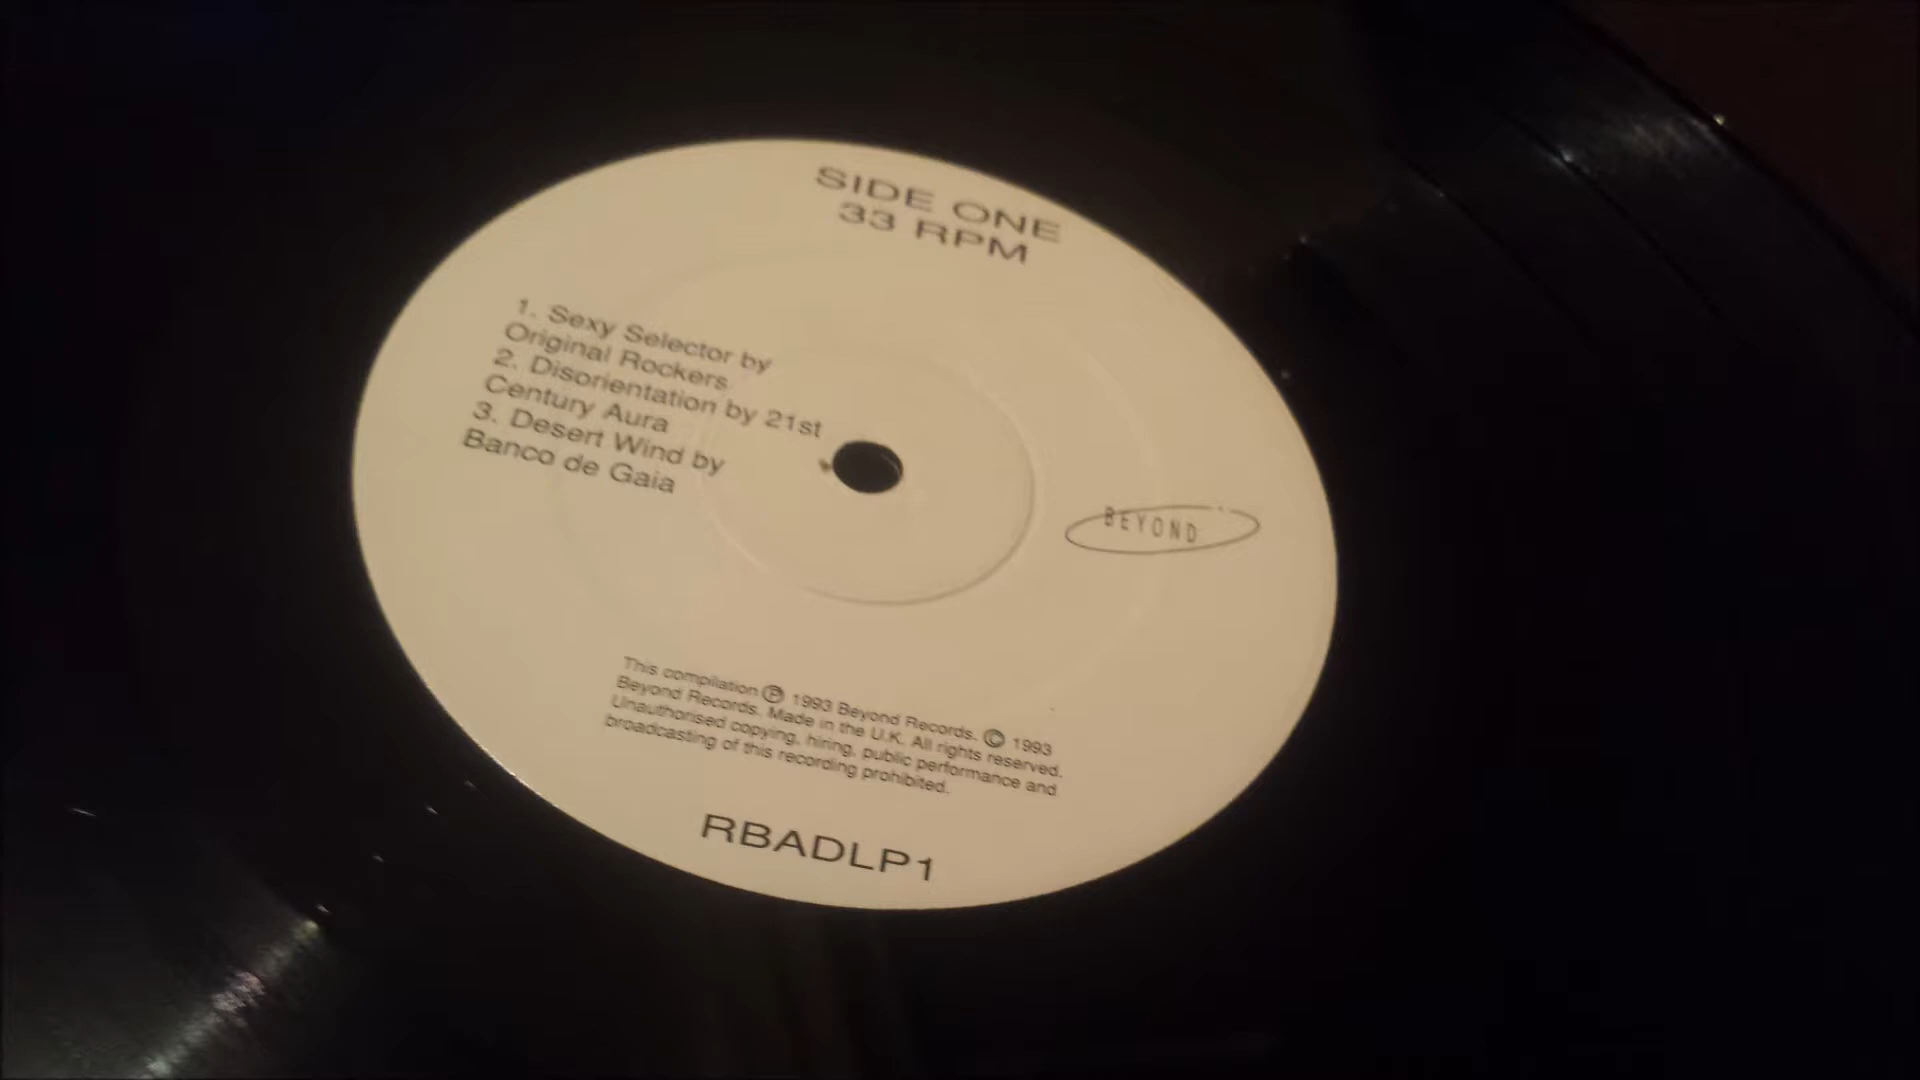 SIDE ONE
33 RPM
1. Sexy Selector by
Original Rockers
2. Disorientation by 21st
Century Aura
3. Desert Wind by
Banco de Gaia
BEYOND
This compilation ℗ 1993 Beyond Records. © 1993
Beyond Records. Made in the U.K. All rights reserved.
Unauthorised copying, hiring, public performance and
broadcasting of this recording prohibited.
RBADLP1